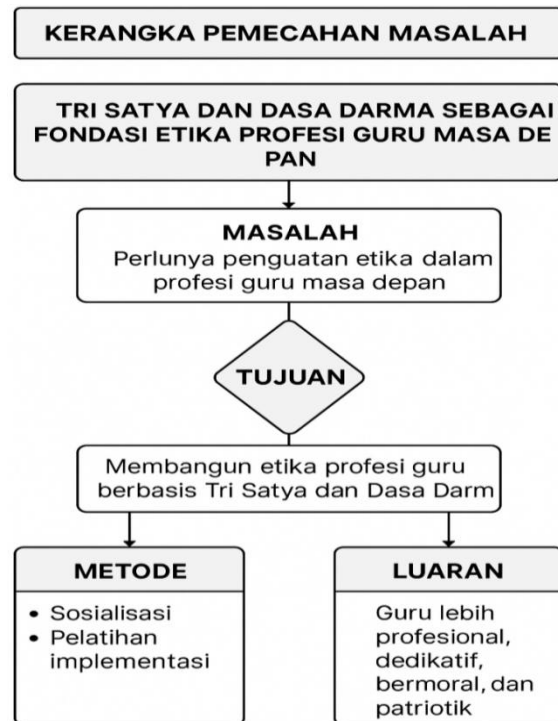 KERANGKA PEMECAHAN MASALAH
TRI SATYA DAN DASA DARMA SEBAGAI
FONDASI ETIKA PROFESI GURU MASA DE
PAN
MASALAH
Perlunya penguatan etika dalam
profesi guru masa depan
TUJUAN
Membangun etika profesi guru
berbasis Tri Satya dan Dasa Darm
METODE
• Sosialisasi
• Pelatihan
implementasi
LUARAN
Guru lebih
profesional,
dedikatif,
bermoral, dan
patriotik